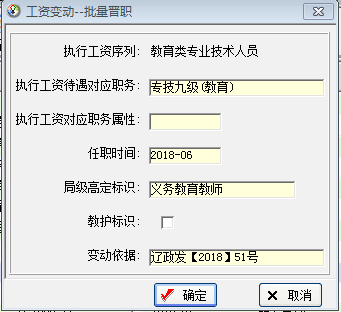 工资变动--批量晋职
执行工资序列: 教育类专业技术人员
执行工资待遇对应职务: 专技九级(教育)
执行工资对应职务属性:
任职时间: 2018-06
局级高定标识: 义务教育教师
教护标识:
变动依据: 辽政发【2018】51号
确定 取消